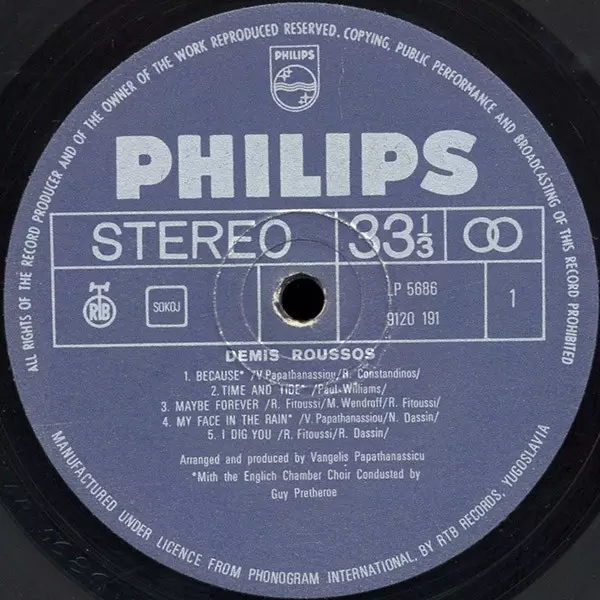 ALL RIGHTS OF THE RECORD PRODUCER AND OF THE OWNER OF THE WORK REPRODUCED RESERVED. COPYING, PUBLIC PERFORMANCE AND BROADCASTING OF THIS RECORD PROHIBITED
PHILIPS
PHILIPS
STEREO 33 1/3
RTB SOKOJ LP 5686 1
9120 191
DEMIS ROUSSOS
1. BECAUSE* /V.Papathanassiou/R. Constandinos/
2.TIME AND TIDE* /Paul Williams/
3. MAYBE FOREVER /R. Fitoussi/M. Wendroff/R. Fitoussi/
4. MY FACE IN THE RAIN* /V. Papathanassiou/N. Dassin/
5. I DIG YOU /R. Fitoussi/R. Dassin/
Arranged and produced by Vangelis Papathanassicu
*Mith the Englich Chamber Choir Conducted by
Guy Pretheroe
MANUFACTURED UNDER LICENCE FROM PHONOGRAM INTERNATIONAL, BY RTB RECORDS, YUGOSLAVIA